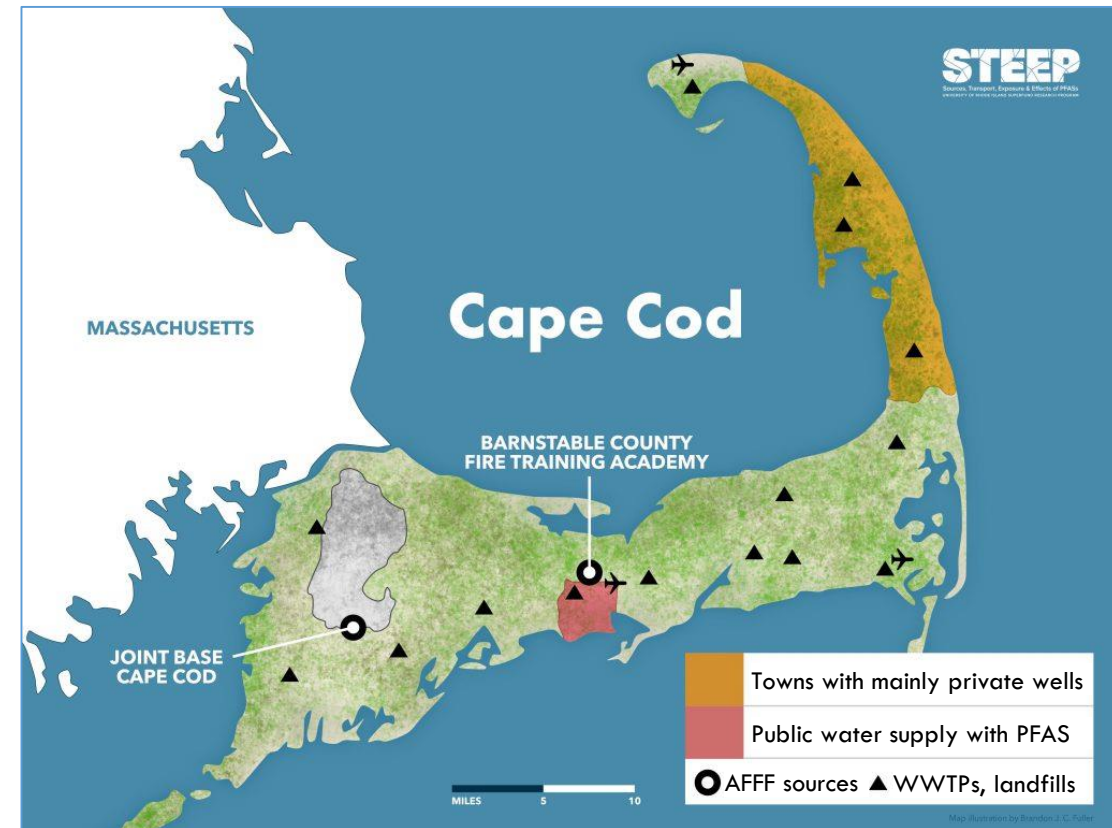 STEEP
Sources, Transport, Exposure & Effects of PFASs
UNIVERSITY OF RHODE ISLAND SUPERFUND RESEARCH PROGRAM
MASSACHUSETTS
Cape Cod
BARNSTABLE COUNTY
FIRE TRAINING ACADEMY
JOINT BASE
CAPE COD
Towns with mainly private wells
Public water supply with PFAS
AFFF sources
WWTPs, landfills
MILES 5 10
Map illustration by Brandon J. C. Fuller